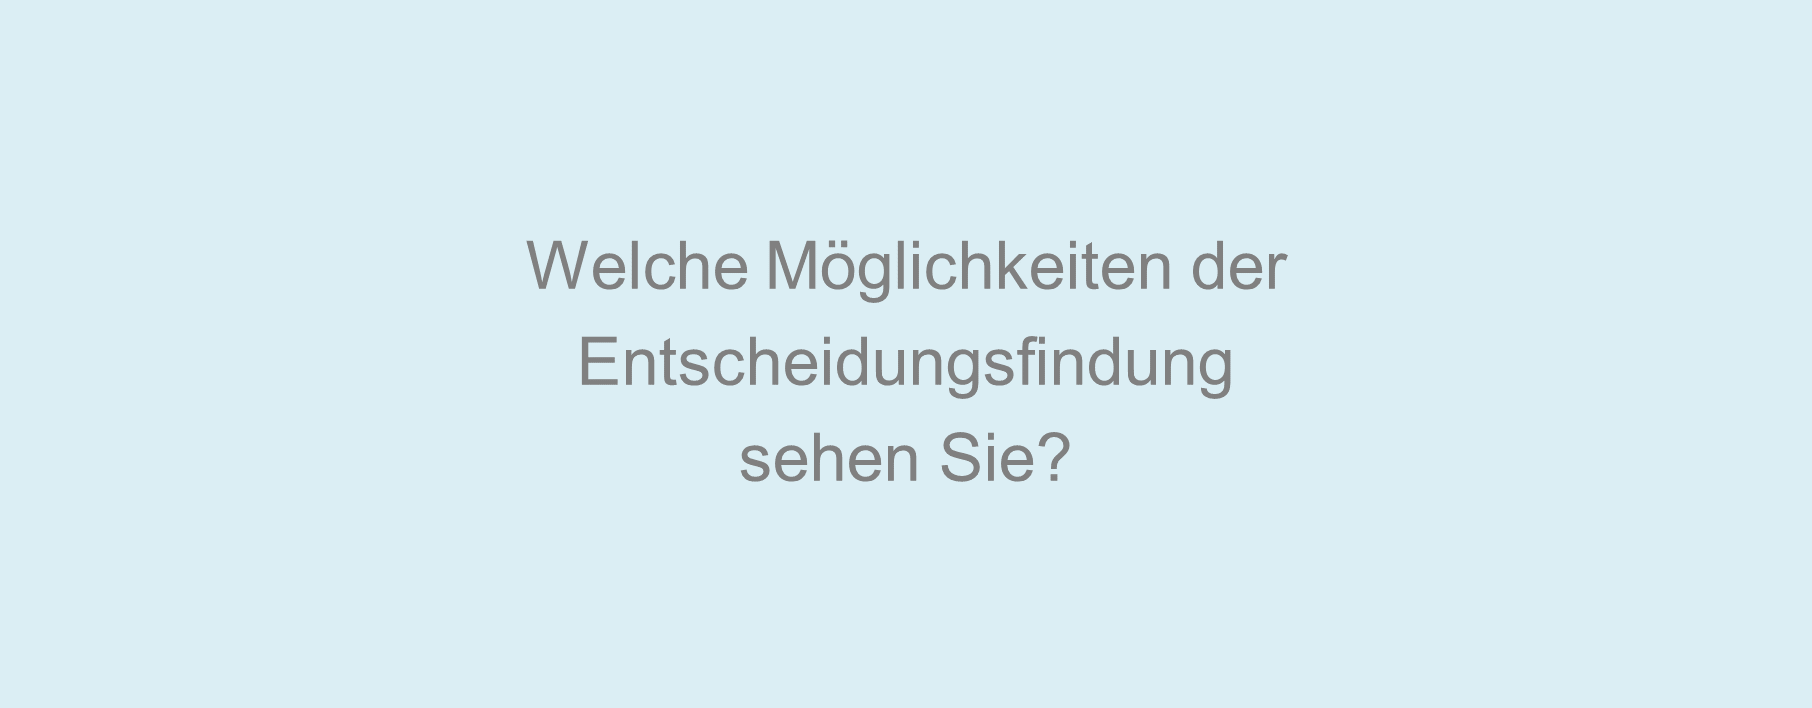 Welche Möglichkeiten der
Entscheidungsfindung
sehen Sie?